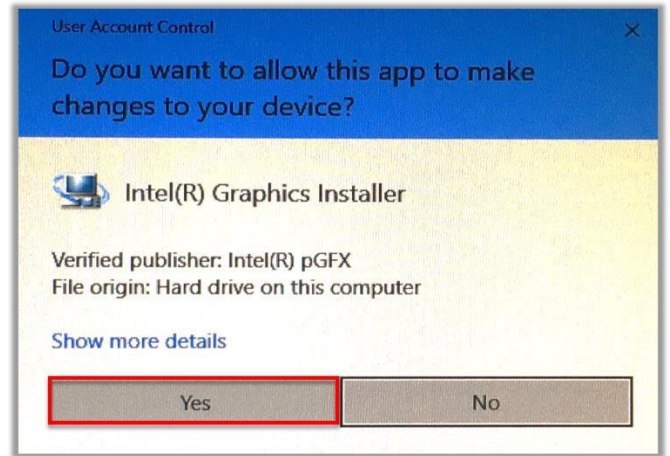 User Account Control
Do you want to allow this app to make
changes to your device?
Intel(R) Graphics Installer
Verified publisher: Intel(R) pGFX
File origin: Hard drive on this computer
Show more details
Yes
No